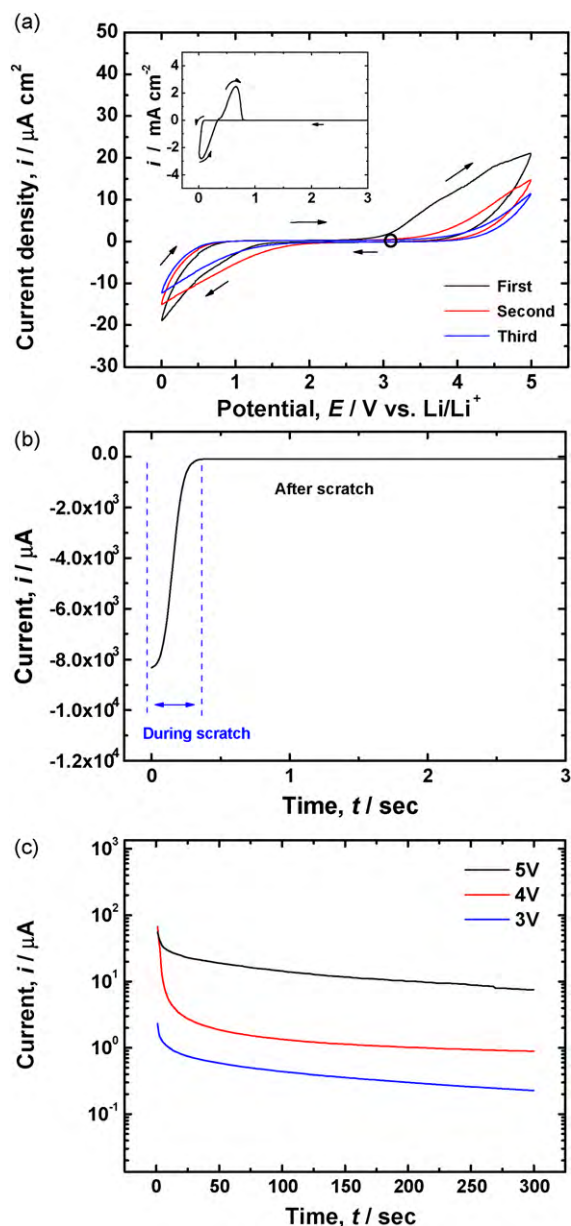 (a)
50
40
30
20
10
0
-10
-20
-30
Current density, i / μA cm²
4
2
0
-2
-4
i / mA cm⁻²
0 1 2 3
First
Second
Third
0 1 2 3 4 5
Potential, E / V vs. Li/Li⁺
(b)
0.0
-2.0x10³
-4.0x10³
-6.0x10³
-8.0x10³
-1.0x10⁴
-1.2x10⁴
Current, i / μA
After scratch
During scratch
0 1 2 3
Time, t / sec
(c)
10³
10²
10¹
10⁰
10⁻¹
Current, i / μA
5V
4V
3V
0 50 100 150 200 250 300
Time, t / sec